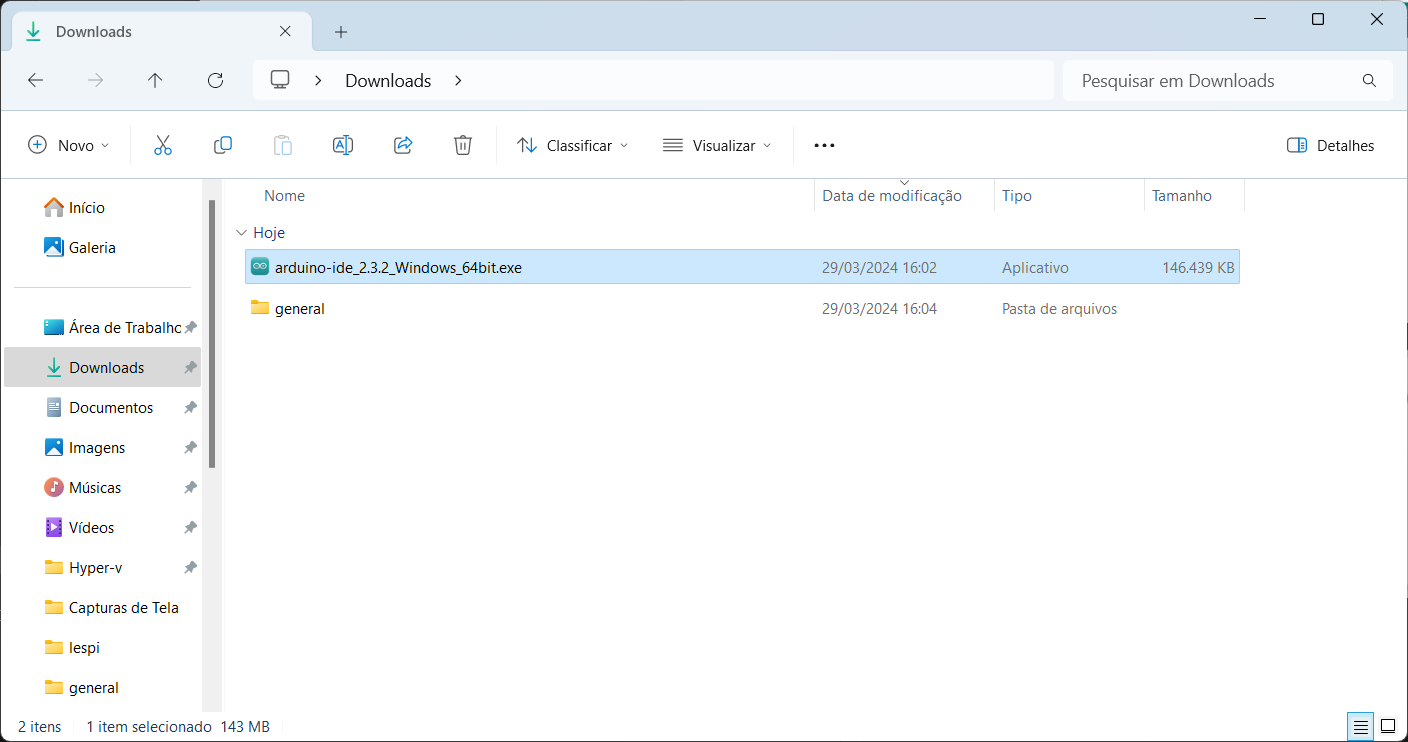 Downloads
Downloads
Pesquisar em Downloads
Novo
Classificar
Visualizar
Detalhes
Início
Galeria
Área de Trabalho
Downloads
Documentos
Imagens
Músicas
Vídeos
Hyper-v
Capturas de Tela
lespi
general
Nome Data de modificação Tipo Tamanho
Hoje
arduino-ide_2.3.2_Windows_64bit.exe 29/03/2024 16:02 Aplicativo 146.439 KB
general 29/03/2024 16:04 Pasta de arquivos
2 itens 1 item selecionado 143 MB